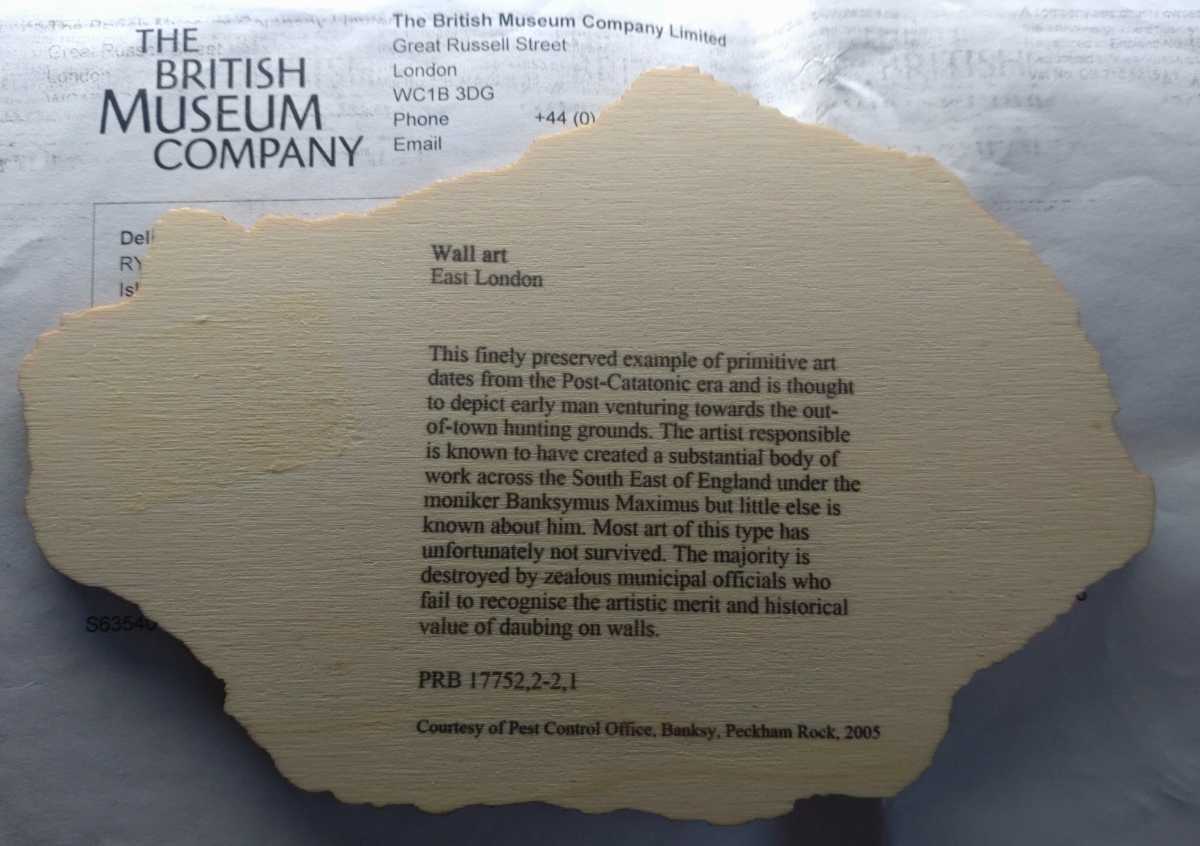 THE
BRITISH
MUSEUM
COMPANY
The British Museum Company Limited
Great Russell Street
London
WC1B 3DG
Phone +44 (0)
Email
Wall art
East London
This finely preserved example of primitive art
dates from the Post-Catatonic era and is thought
to depict early man venturing towards the out-
of-town hunting grounds. The artist responsible
is known to have created a substantial body of
work across the South East of England under the
moniker Banksymus Maximus but little else is
known about him. Most art of this type has
unfortunately not survived. The majority is
destroyed by zealous municipal officials who
fail to recognise the artistic merit and historical
value of daubing on walls.
PRB 17752,2-2,1
Courtesy of Pest Control Office, Banksy, Peckham Rock, 2005